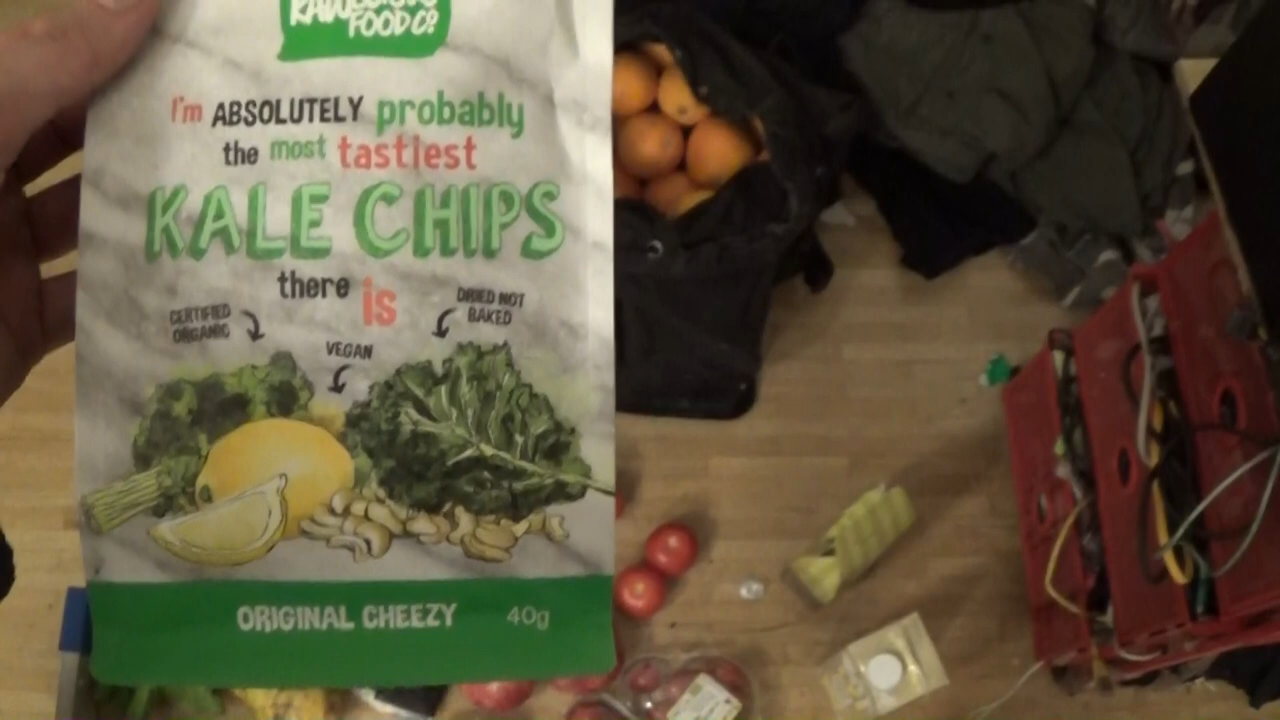 FOOD Co.
I'm ABSOLUTELY probably
the most tastiest
KALE CHIPS
there is
CERTIFIED
ORGANIC
VEGAN
DRIED NOT
BAKED
ORIGINAL CHEEZY 40g